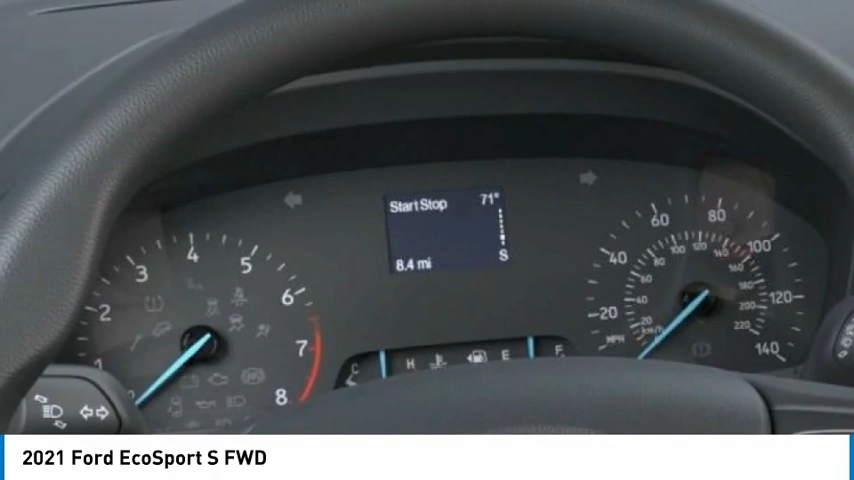 Start Stop 71°
8.4 mi S
1 2 3 4 5 6 7 8
C H E F
20 40 60 80 100 120 140
MPH
20 40 60 80 100 120 140 160 180 200 220
km/h
2021 Ford EcoSport S FWD